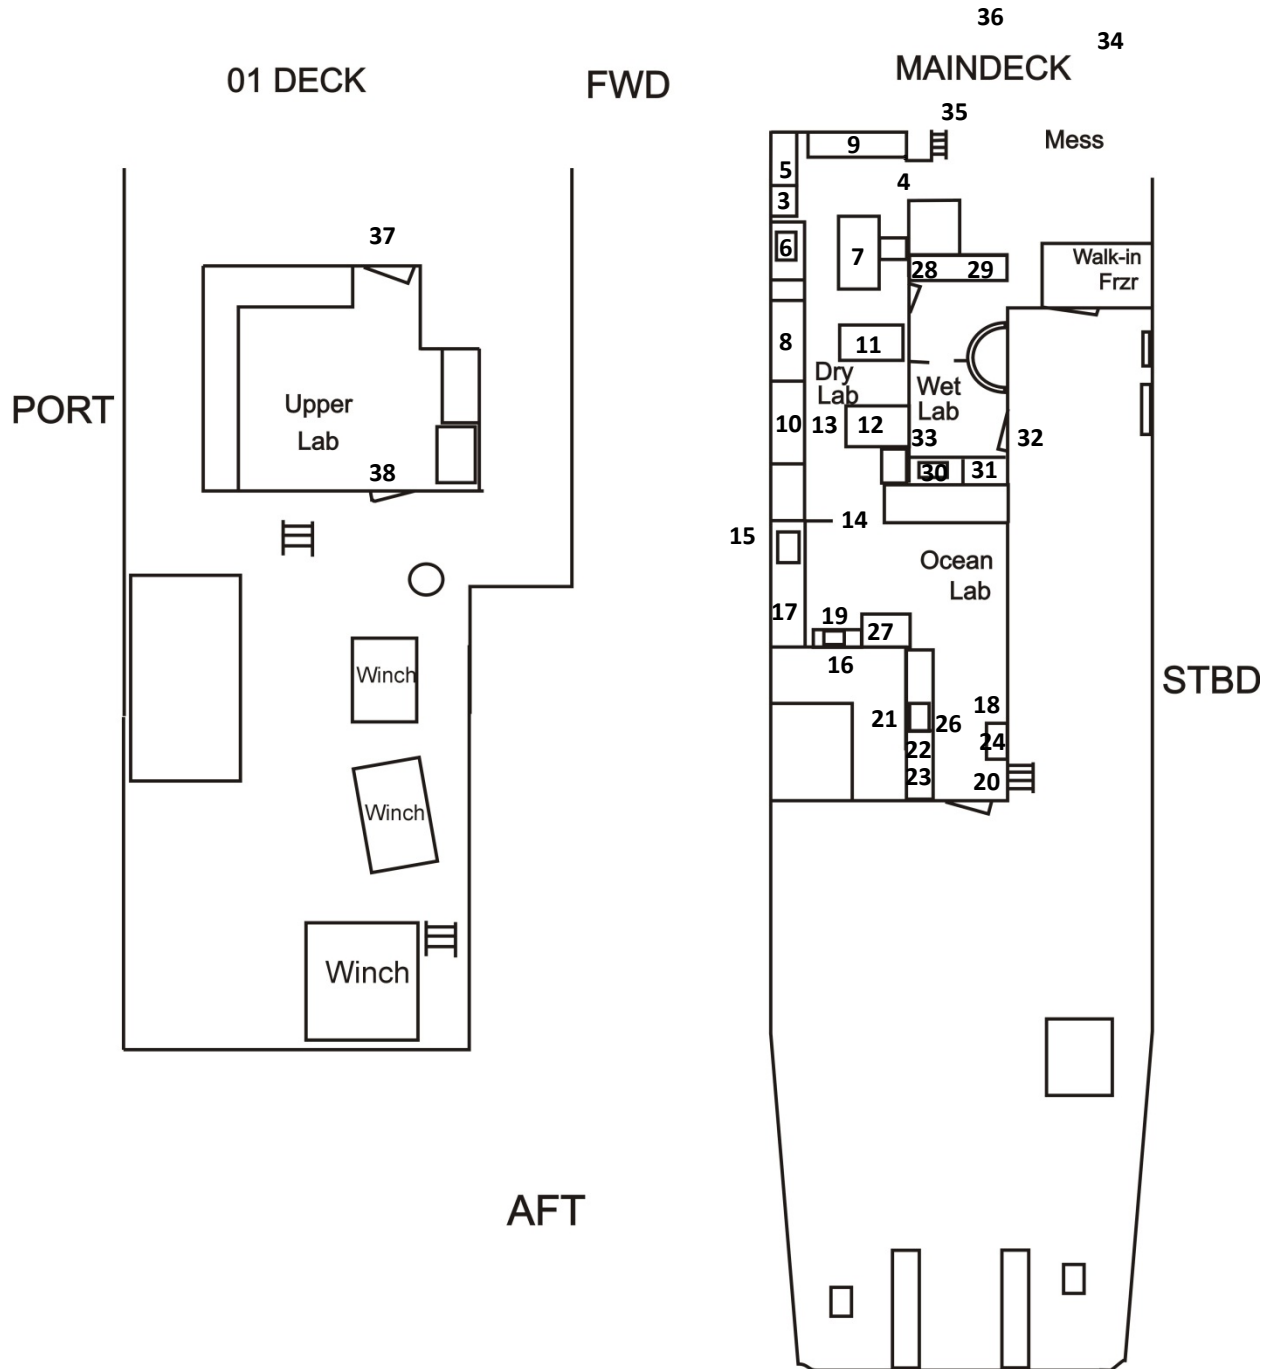 36
34
01 DECK
FWD
MAINDECK
35
9
Mess
5
4
3
37
6
7
28
29
Walk-in
Frzr
8
11
Dry
Lab
Wet
Lab
PORT
Upper
Lab
10
13
12
33
32
38
30
31
15
14
Ocean
Lab
17
19
27
16
Winch
STBD
21
26
18
22
24
23
20
Winch
Winch
AFT